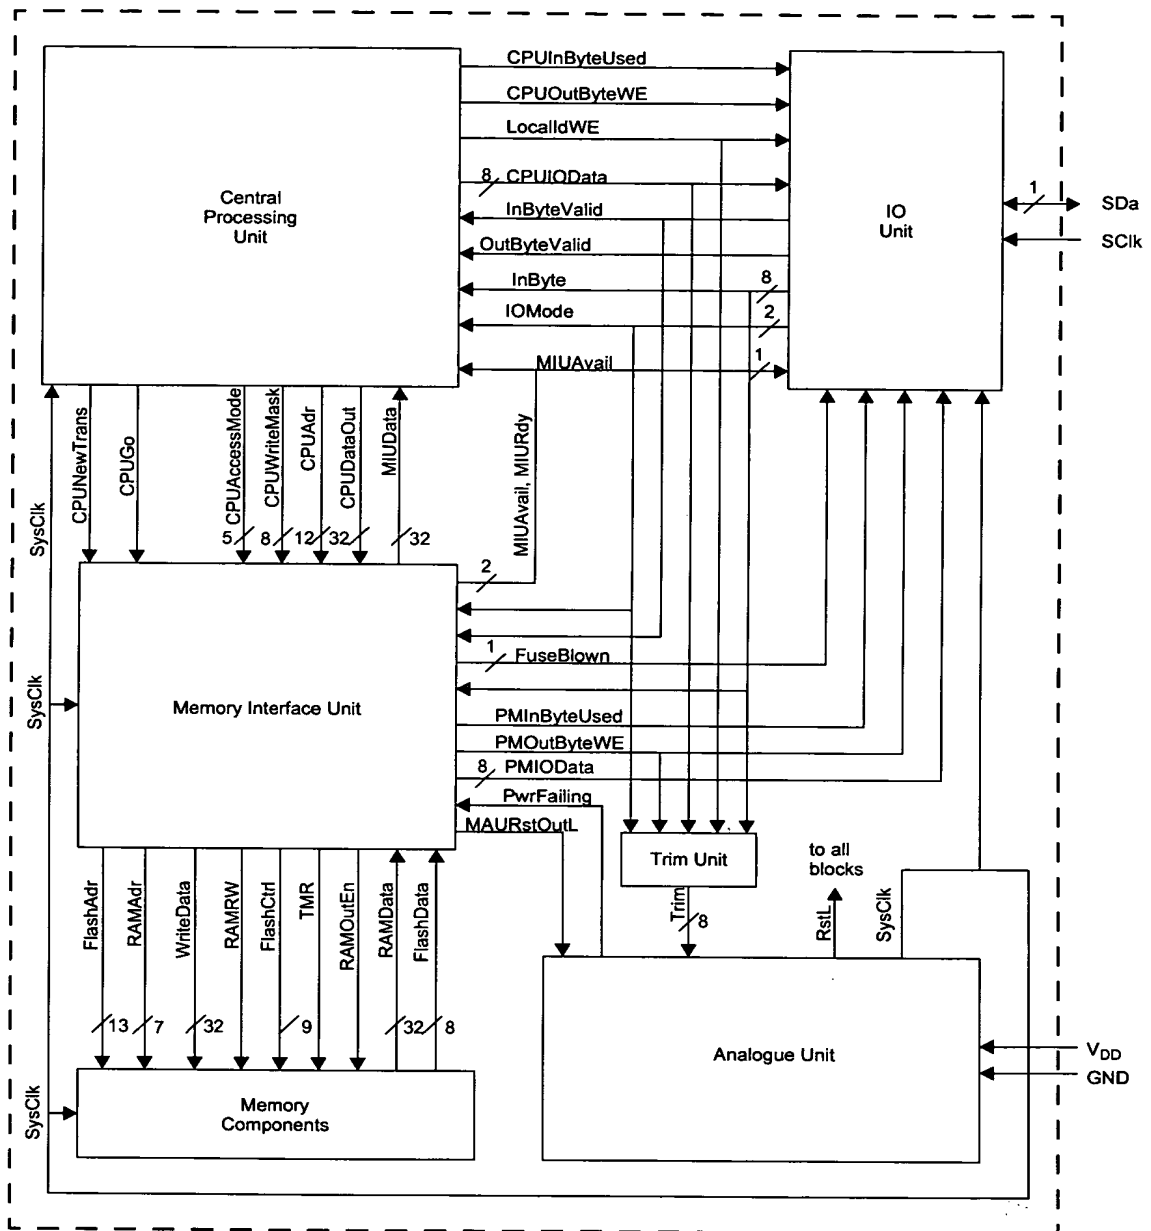 CPUInByteUsed
CPUOutByteWE
LocalIdWE
8
CPUIOData
InByteValid
OutByteValid
InByte
8
IOMode
2
MIUAvail
1
Central
Processing
Unit
IO
Unit
1
SDa
SClk
CPUNewTrans
CPUGo
CPUAccessMode
CPUWriteMask
CPUAdr
CPUDataOut
MIUData
5
8
12
32
32
MIUAvail, MIURdy
SysClk
2
1
FuseBlown
Memory Interface Unit
SysClk
PMInByteUsed
PMOutByteWE
8
PMIOData
PwrFailing
MAURstOutL
Trim Unit
to all
blocks
Trim
8
RstL
SysClk
FlashAdr
RAMAdr
WriteData
RAMRW
FlashCtrl
TMR
RAMOutEn
RAMData
FlashData
13
7
32
9
32
8
Analogue Unit
VDD
GND
Memory
Components
SysClk